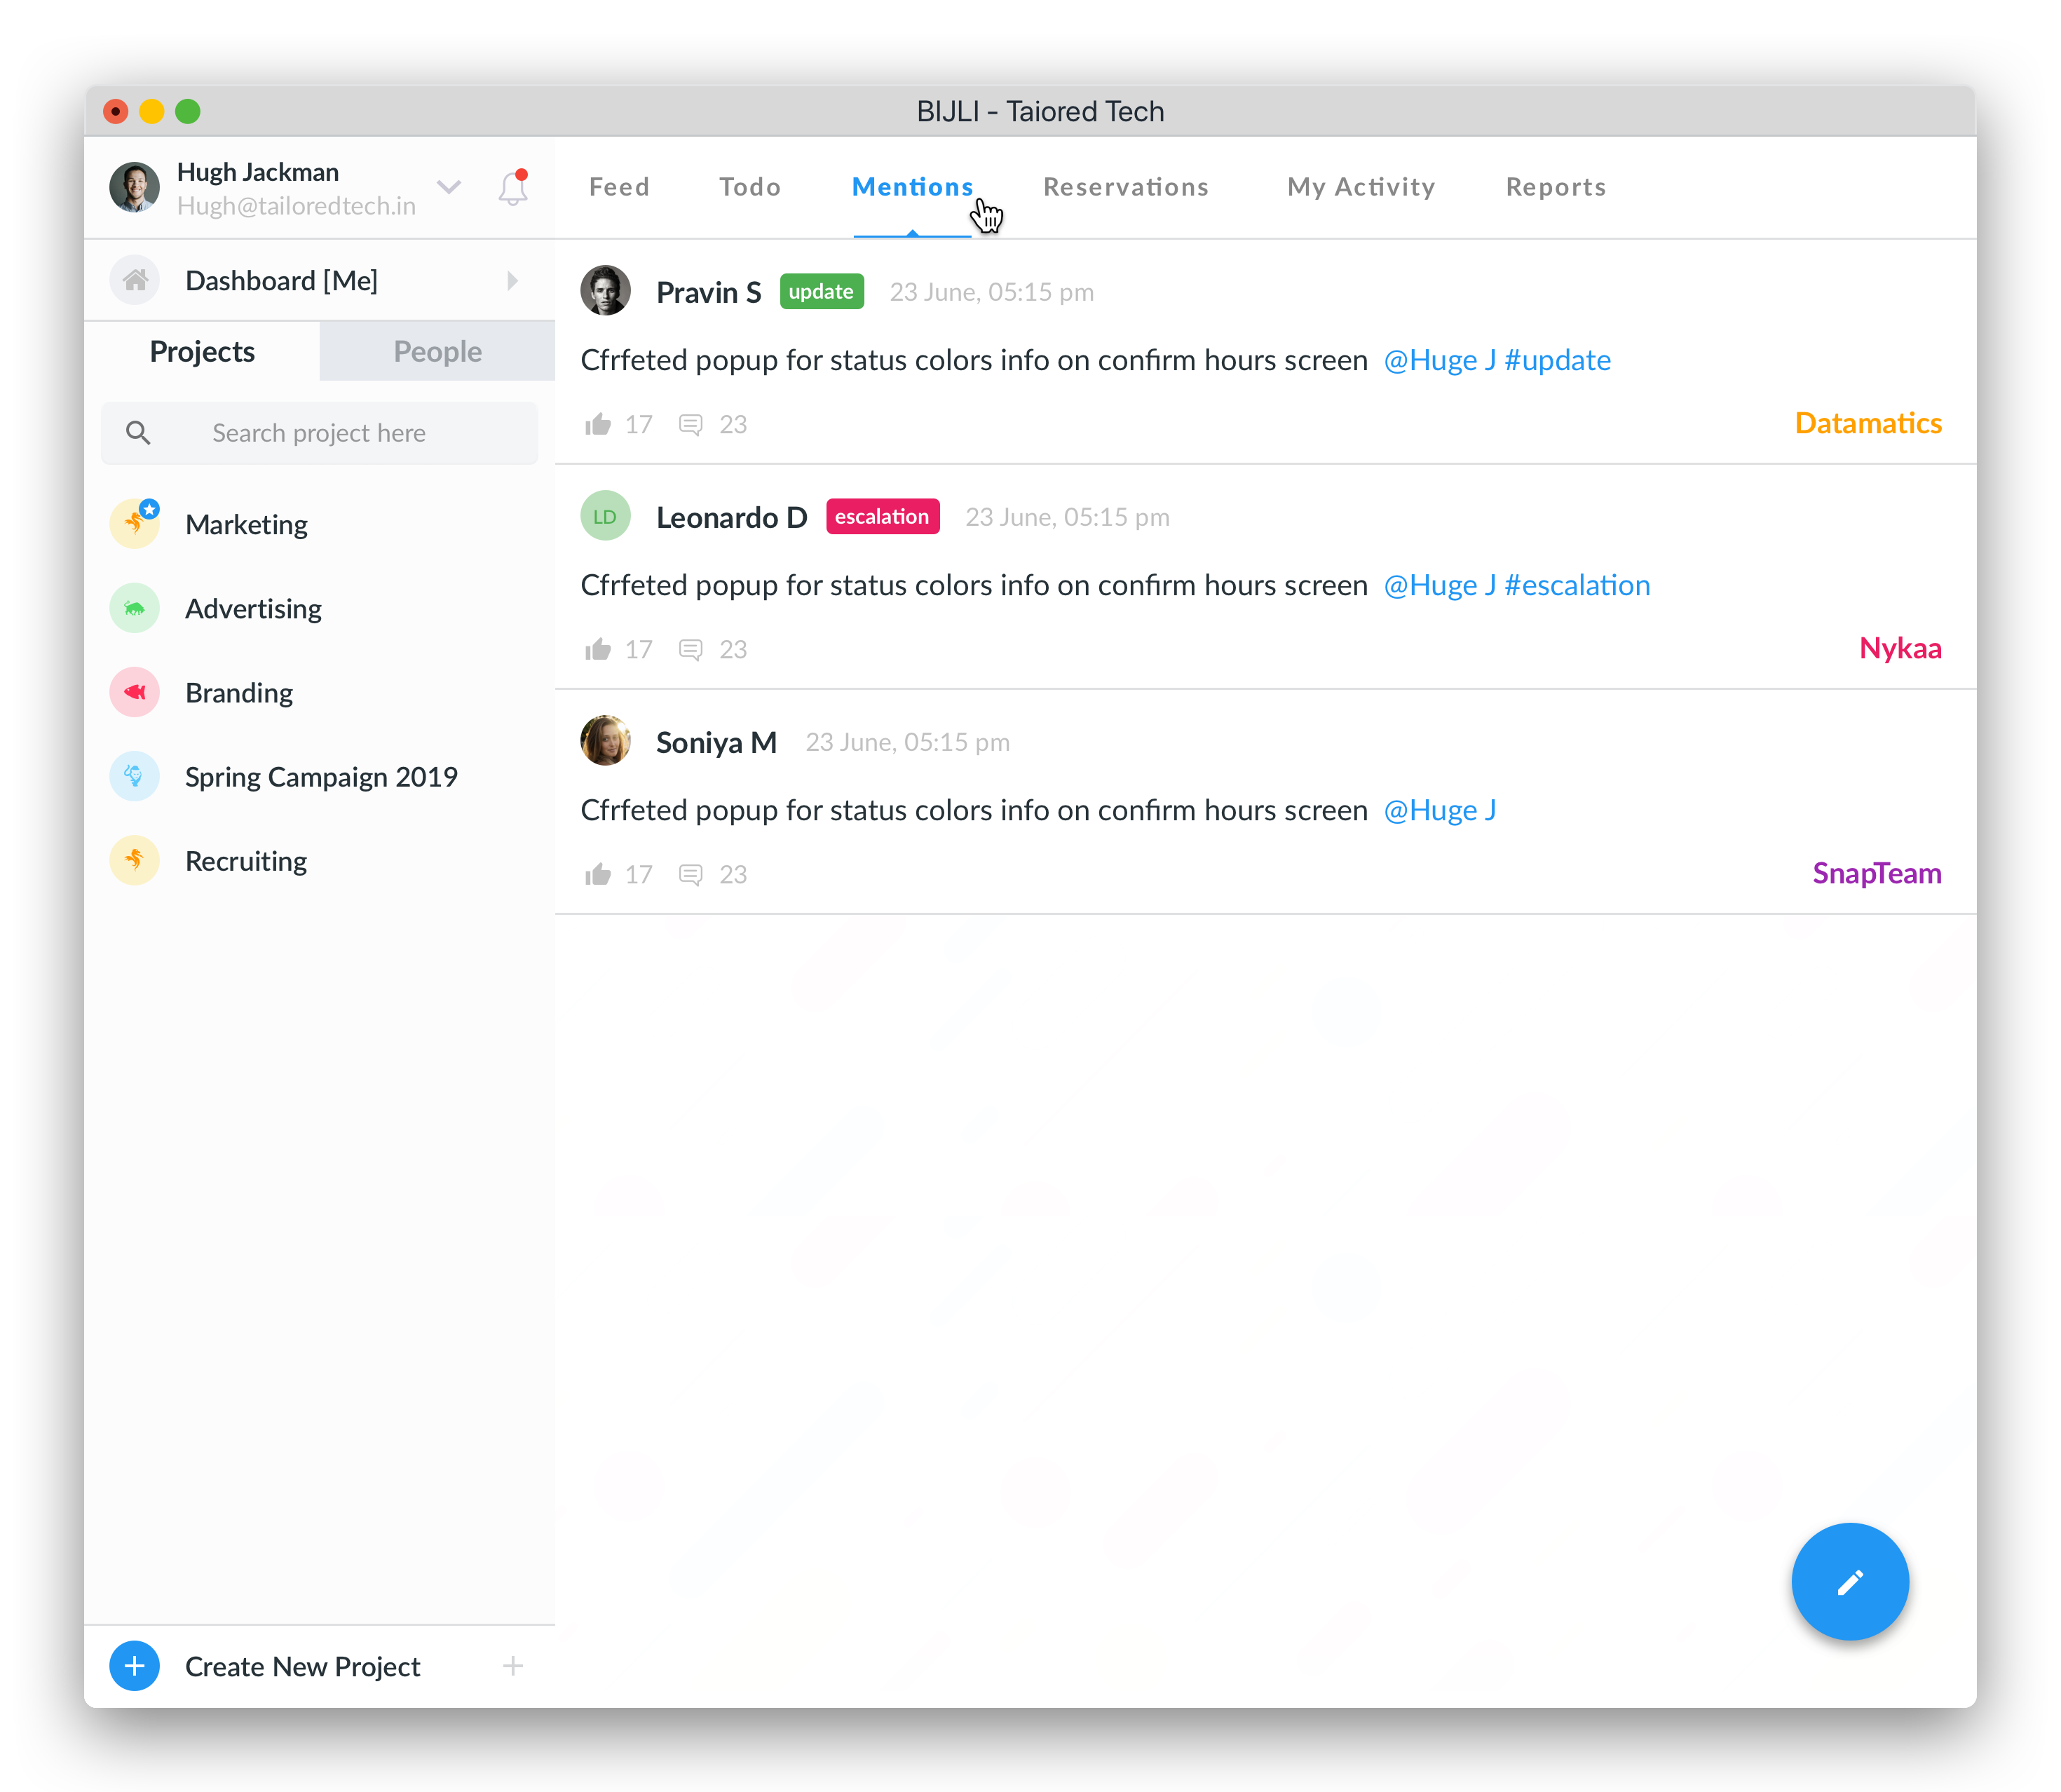 BIJLI - Taiored Tech
Hugh Jackman
Hugh@tailoredtech.in
Dashboard [Me]
Projects People
Search project here
Marketing
Advertising
Branding
Spring Campaign 2019
Recruiting
Create New Project
Feed Todo Mentions Reservations My Activity Reports
Pravin S update 23 June, 05:15 pm
Cfrfeted popup for status colors info on confirm hours screen @Huge J #update
17 23 Datamatics
LD Leonardo D escalation 23 June, 05:15 pm
Cfrfeted popup for status colors info on confirm hours screen @Huge J #escalation
17 23 Nykaa
Soniya M 23 June, 05:15 pm
Cfrfeted popup for status colors info on confirm hours screen @Huge J
17 23 SnapTeam